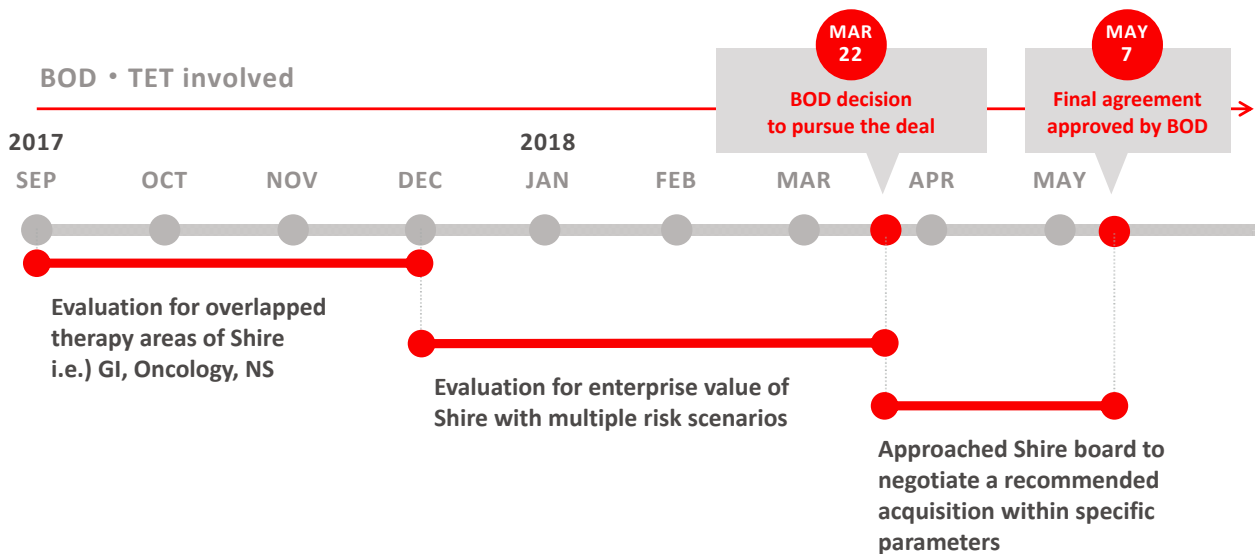 MAR
22
MAY
7
BOD・TET involved
BOD decision
to pursue the deal
Final agreement
approved by BOD
2017
2018
SEP
OCT
NOV
DEC
JAN
FEB
MAR
APR
MAY
Evaluation for overlapped
therapy areas of Shire
i.e.) GI, Oncology, NS
Evaluation for enterprise value of
Shire with multiple risk scenarios
Approached Shire board to
negotiate a recommended
acquisition within specific
parameters